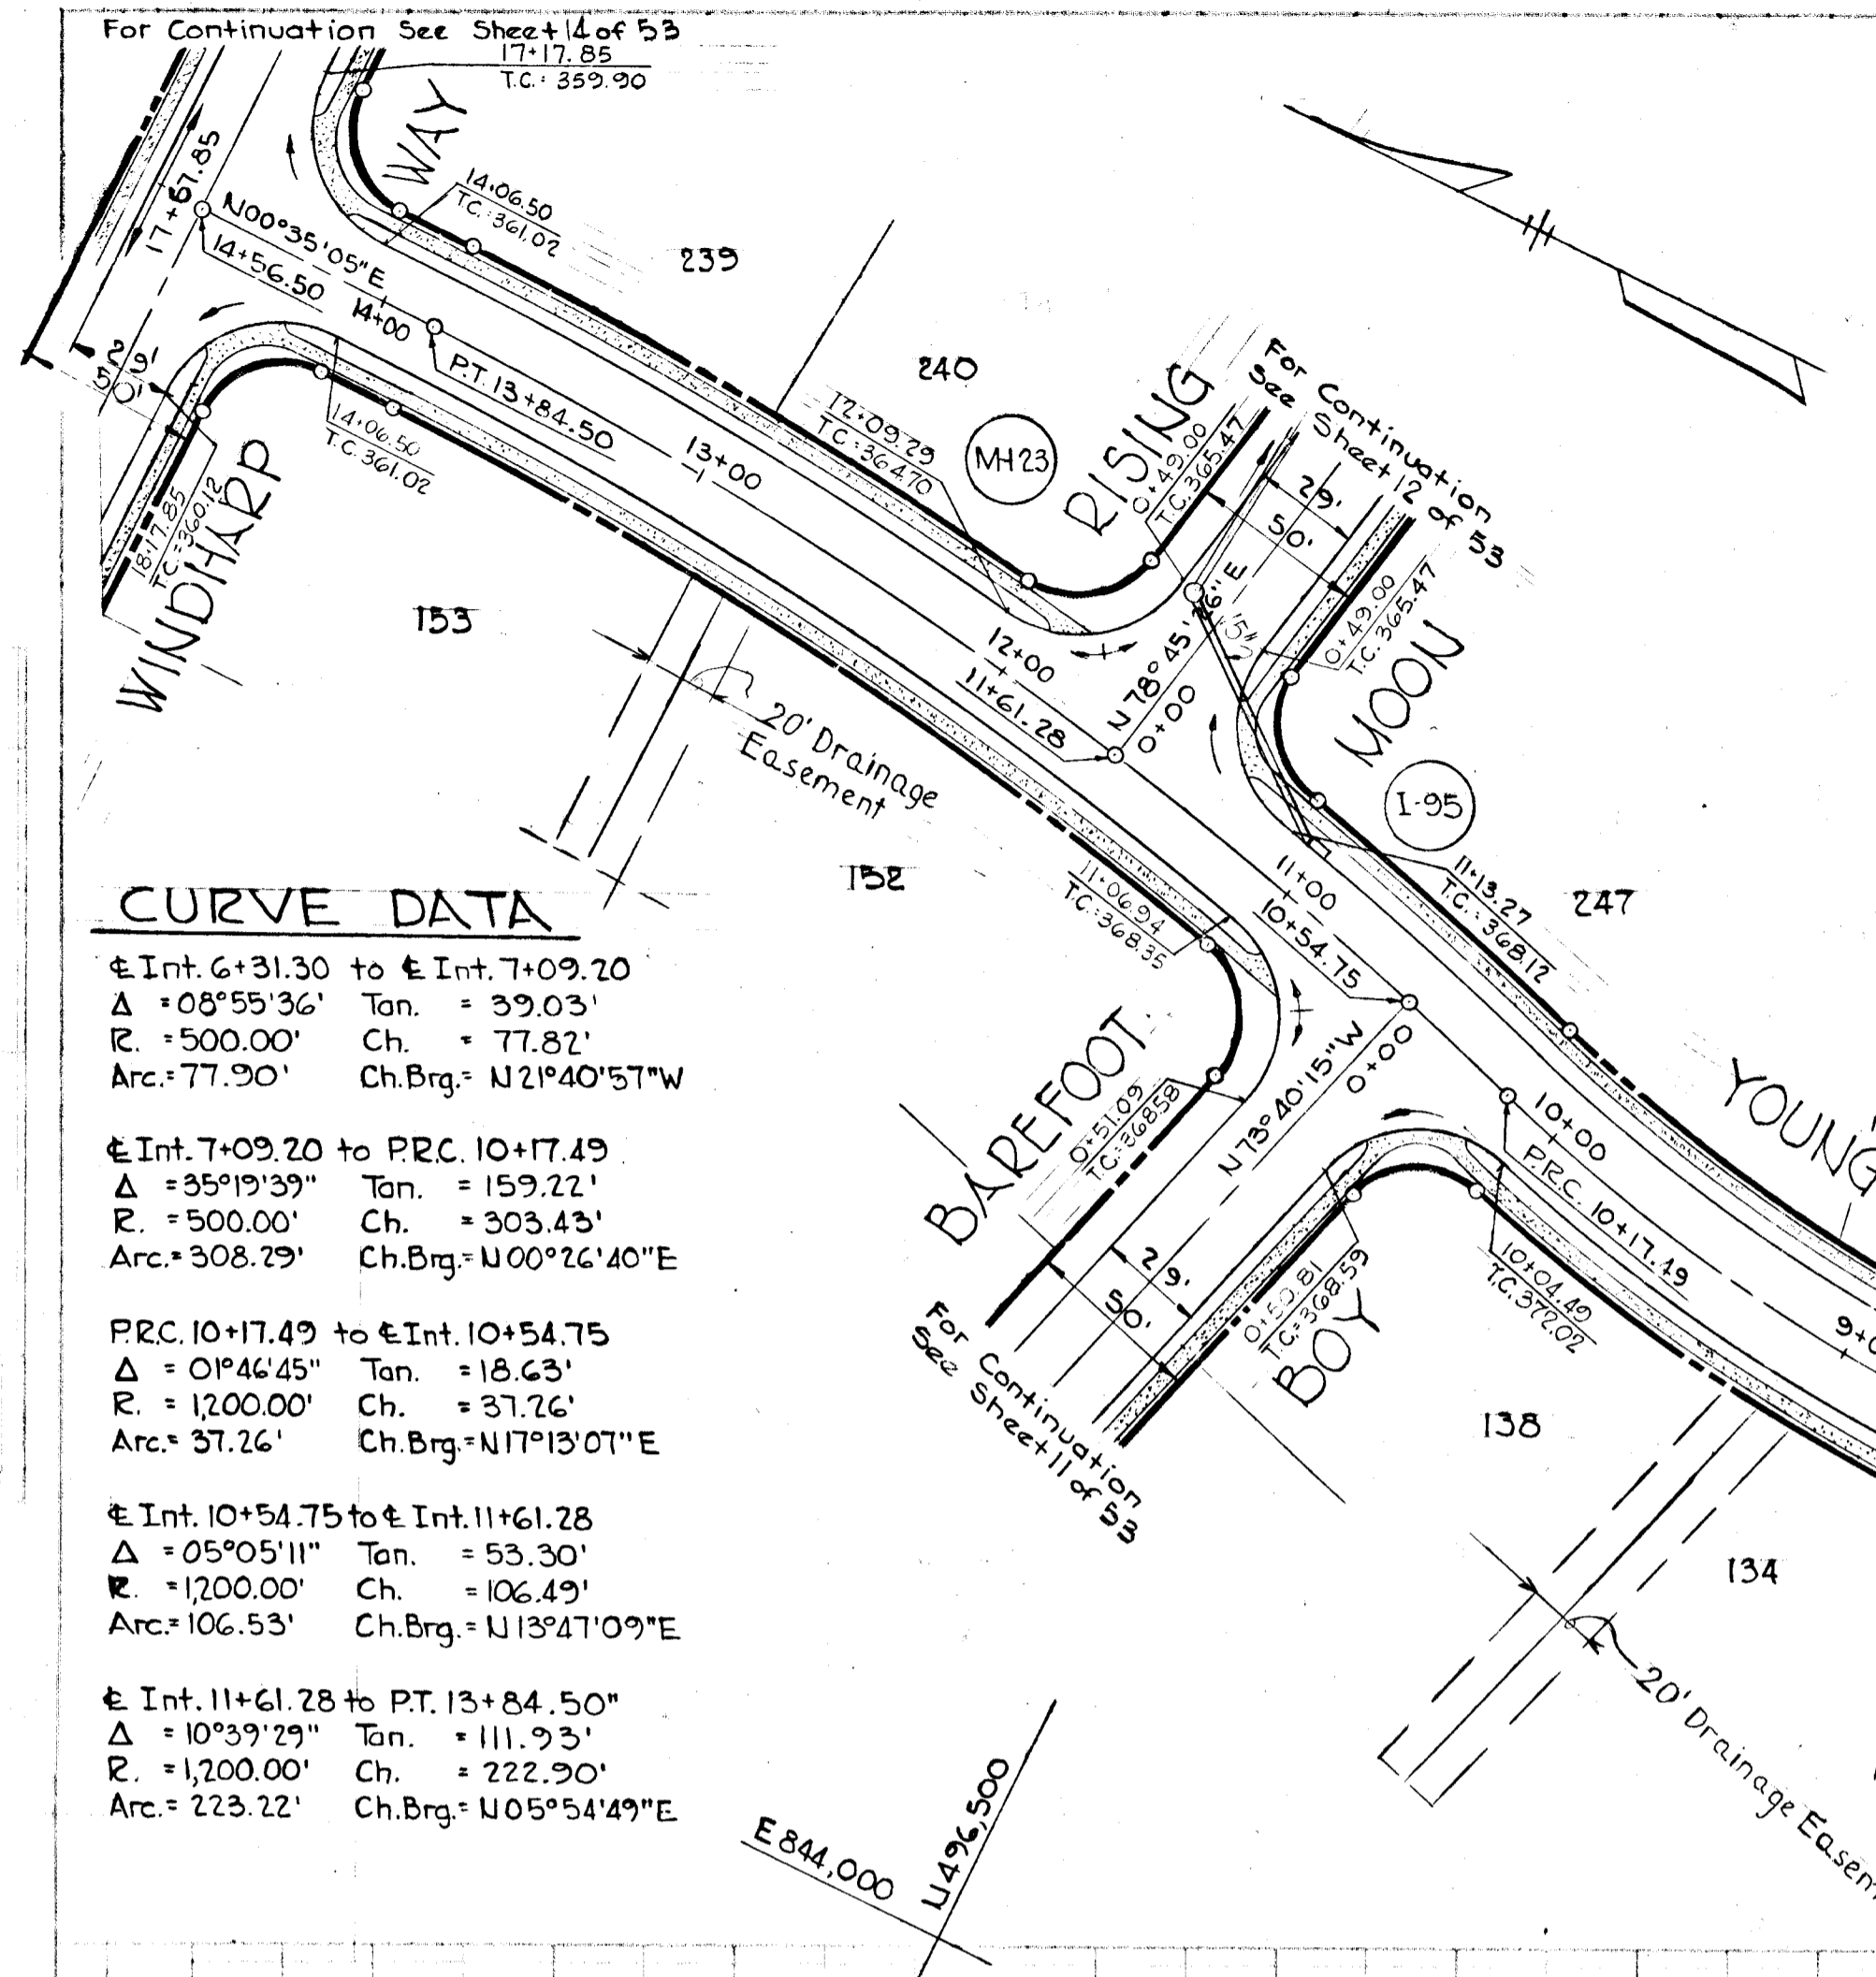 For Continuation See Sheet 14 of 53
17+17.85
T.C.: 359.90
WAY
17+67.85
N00°35'05"E
14+56.50
14+00
14+06.50
T.C.: 361.02
239
P.T. 13+84.50
29'
50'
14+06.50
T.C. 361.02
18+17.85
T.C.=360.12
WINDHARP
13+00
240
12+09.29
T.C.: 364.70
MH23
RISING
0+49.00
T.C. 365.47
For Continuation
See Sheet 12 of 53
29'
50'
0+49.00
T.C. 365.47
MOON
153
20' Drainage
Easement
12+00
11+61.28
N 78° 45' 26" E
15"
0+00
I-95
152
11+06.94
T.C.: 368.35
11+00
10+54.75
11+13.27
T.C.: 368.12
247
BAREFOOT
0+51.09
T.C. 368.58
N73°40'15"W
0+00
10+00
P.R.C. 10+17.49
YOUNG
29'
50'
0+50.81
T.C.: 368.59
BOY
10+04.49
T.C. 372.02
9+0
For Continuation
See Sheet 11 of 53
138
134
20' Drainage Easem
CURVE DATA
℄ Int. 6+31.30 to ℄ Int. 7+09.20
Δ =08°55'36' Tan. = 39.03'
R. =500.00' Ch. = 77.82'
Arc.=77.90' Ch.Brg.= N21°40'57"W
℄ Int. 7+09.20 to P.R.C. 10+17.49
Δ =35°19'39" Tan. = 159.22'
R. =500.00' Ch. = 303.43'
Arc.=308.29' Ch.Brg.= N00°26'40"E
P.R.C. 10+17.49 to ℄ Int. 10+54.75
Δ = 01°46'45" Tan. =18.63'
R. = 1,200.00' Ch. = 37.26'
Arc.= 37.26' Ch.Brg.=N17°13'07"E
℄ Int. 10+54.75 to ℄ Int. 11+61.28
Δ =05°05'11" Tan. = 53.30'
R. =1,200.00' Ch. =106.49'
Arc.=106.53' Ch.Brg.= N13°47'09"E
℄ Int. 11+61.28 to P.T. 13+84.50"
Δ =10°39'29" Tan. = 111.93'
R. =1,200.00' Ch. = 222.90'
Arc.= 223.22' Ch.Brg.= N05°54'49"E
E 844,000
N 496,500